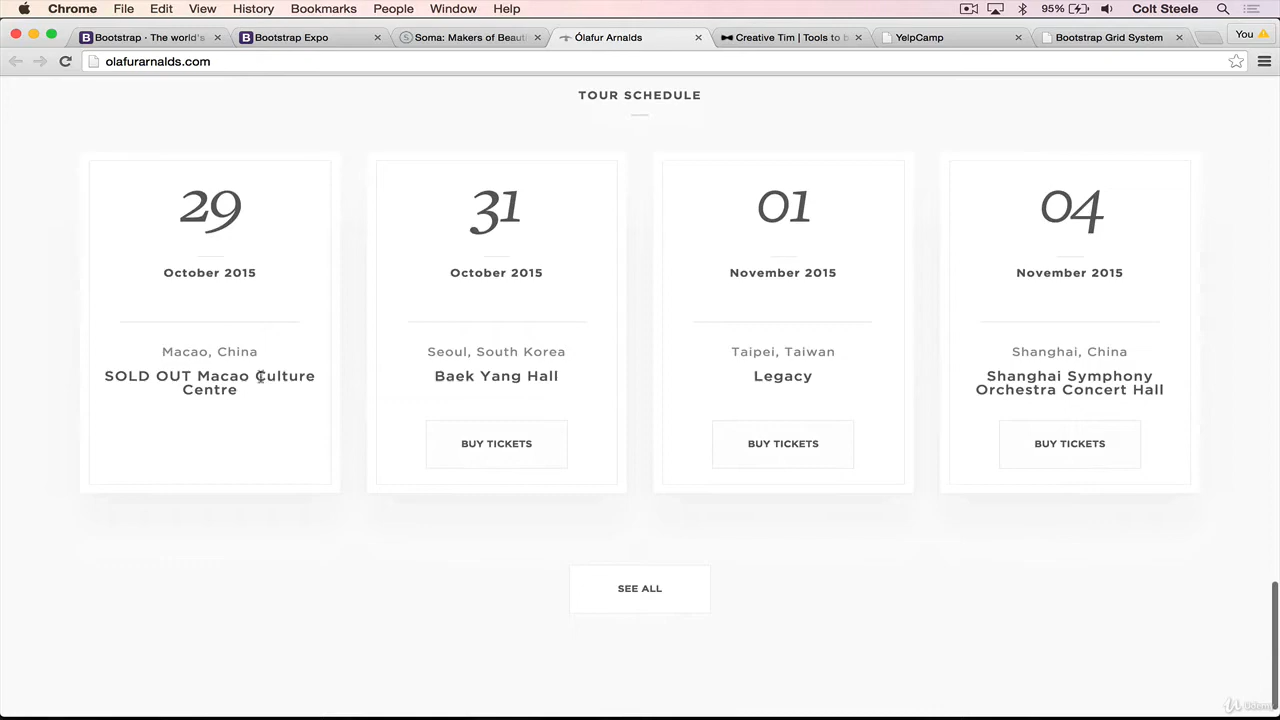 Chrome File Edit View History Bookmarks People Window Help 95% Colt Steele
Bootstrap · The world's Bootstrap Expo Soma: Makers of Beauti Ólafur Arnalds Creative Tim | Tools to b YelpCamp Bootstrap Grid System You
olafurarnalds.com
TOUR SCHEDULE
29
October 2015
Macao, China
SOLD OUT Macao Culture
Centre
31
October 2015
Seoul, South Korea
Baek Yang Hall
BUY TICKETS
01
November 2015
Taipei, Taiwan
Legacy
BUY TICKETS
04
November 2015
Shanghai, China
Shanghai Symphony
Orchestra Concert Hall
BUY TICKETS
SEE ALL
Udemy